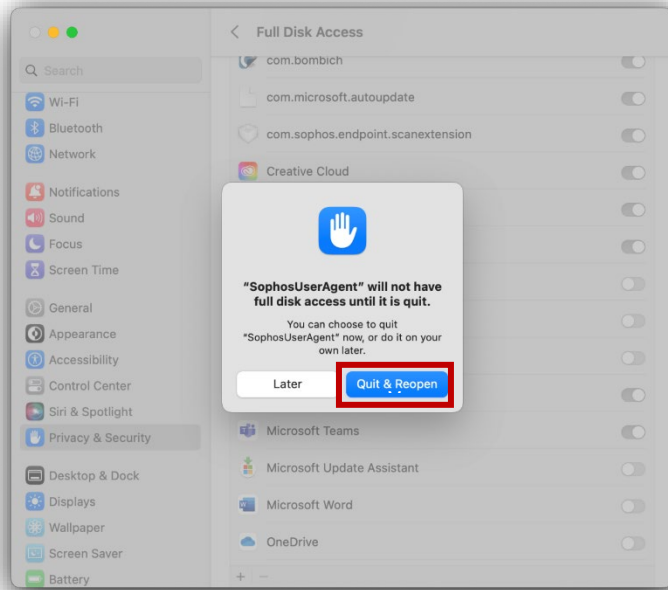 Full Disk Access
Search
Wi-Fi
Bluetooth
Network
Notifications
Sound
Focus
Screen Time
General
Appearance
Accessibility
Control Center
Siri & Spotlight
Privacy & Security
Desktop & Dock
Displays
Wallpaper
Screen Saver
Battery
com.bombich
com.microsoft.autoupdate
com.sophos.endpoint.scanextension
Creative Cloud
"SophosUserAgent" will not have
full disk access until it is quit.
You can choose to quit
"SophosUserAgent" now, or do it on your
own later.
Later
Quit & Reopen
Microsoft Teams
Microsoft Update Assistant
Microsoft Word
OneDrive